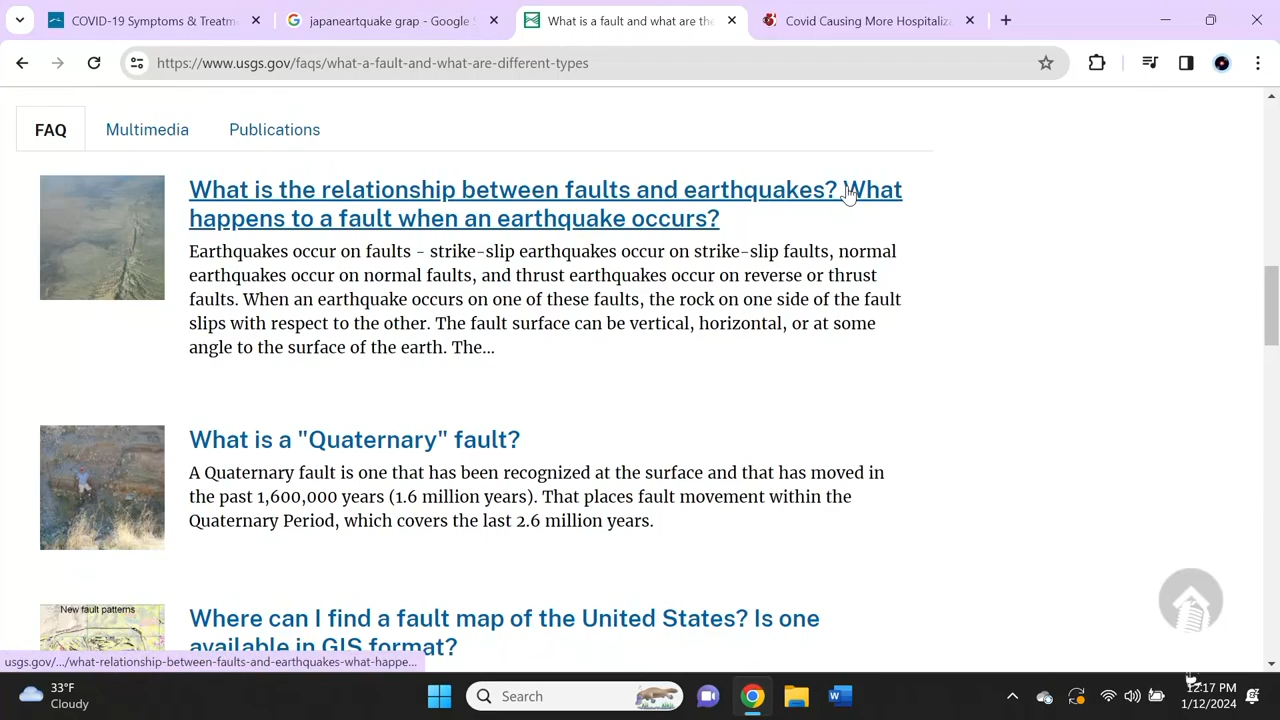 COVID-19 Symptoms & Treatm
japaneartquake grap - Google S
What is a fault and what are the
Covid Causing More Hospitaliza
https://www.usgs.gov/faqs/what-a-fault-and-what-are-different-types
FAQ
Multimedia
Publications
What is the relationship between faults and earthquakes? What
happens to a fault when an earthquake occurs?
Earthquakes occur on faults - strike-slip earthquakes occur on strike-slip faults, normal
earthquakes occur on normal faults, and thrust earthquakes occur on reverse or thrust
faults. When an earthquake occurs on one of these faults, the rock on one side of the fault
slips with respect to the other. The fault surface can be vertical, horizontal, or at some
angle to the surface of the earth. The...
What is a "Quaternary" fault?
A Quaternary fault is one that has been recognized at the surface and that has moved in
the past 1,600,000 years (1.6 million years). That places fault movement within the
Quaternary Period, which covers the last 2.6 million years.
New fault patterns
Where can I find a fault map of the United States? Is one
available in GIS format?
usgs.gov/.../what-relationship-between-faults-and-earthquakes-what-happe...
33°F
Cloudy
Search
12:17 PM
1/12/2024